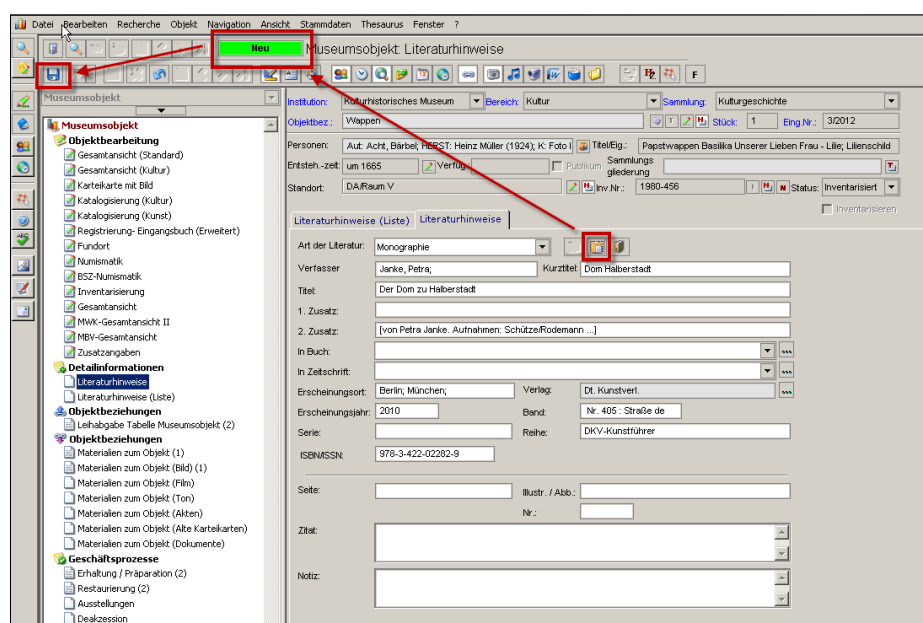 Datei Bearbeiten Recherche Objekt Navigation Ansicht Stammdaten Thesaurus Fenster ?
Neu Museumsobjekt: Literaturhinweise
F
Museumsobjekt
Museumsobjekt
Objektbearbeitung
Gesamtansicht (Standard)
Gesamtansicht (Kultur)
Karteikarte mit Bild
Katalogisierung (Kultur)
Katalogisierung (Kunst)
Registrierung- Eingangsbuch (Erweitert)
Fundort
Numismatik
BSZ-Numismatik
Inventarisierung
Gesamtansicht
MWK-Gesamtansicht II
MBV-Gesamtansicht
Zusatzangaben
Detailinformationen
Literaturhinweise
Literaturhinweise (Liste)
Objektbeziehungen
Leihabgabe Tabelle Museumsobjekt (2)
Objektbeziehungen
Materialien zum Objekt (1)
Materialien zum Objekt (Bild) (1)
Materialien zum Objekt (Film)
Materialien zum Objekt (Ton)
Materialien zum Objekt (Akten)
Materialien zum Objekt (Alte Karteikarten)
Materialien zum Objekt (Dokumente)
Geschäftsprozesse
Erhaltung / Präparation (2)
Restaurierung (2)
Ausstellungen
Deakzession
Institution: Kulturhistorisches Museum Bereich: Kultur Sammlung: Kulturgeschichte
Objektbez.: Wappen Stück: 1 Eing.Nr.: 3/2012
Personen: Aut: Acht, Bärbel; HERST: Heinz Müller (1924); K: Foto I Titel/Eig.: Papstwappen Basilika Unserer Lieben Frau - Lilie; Lilienschild
Entsteh.-zeit: um 1665 Verfüg Publikum Sammlungs
gliederung
Standort: DA/Raum V Inv.Nr.: 1980-456 Status: Inventarisiert
Inventarisieren
Literaturhinweise (Liste) Literaturhinweise
Art der Literatur: Monographie
Verfasser Janke, Petra; Kurztitel: Dom Halberstadt
Titel: Der Dom zu Halberstadt
1. Zusatz:
2. Zusatz: [von Petra Janke. Aufnahmen: Schütze/Rodemann ...]
In Buch:
In Zeitschrift:
Erscheinungsort: Berlin; München; Verlag: Dt. Kunstverl.
Erscheinungsjahr: 2010 Band: Nr. 405 : Straße de
Serie: Reihe: DKV-Kunstführer
ISBN/ISSN: 978-3-422-02282-9
Seite: Illustr. / Abb.:
Nr.:
Zitat:
Notiz: